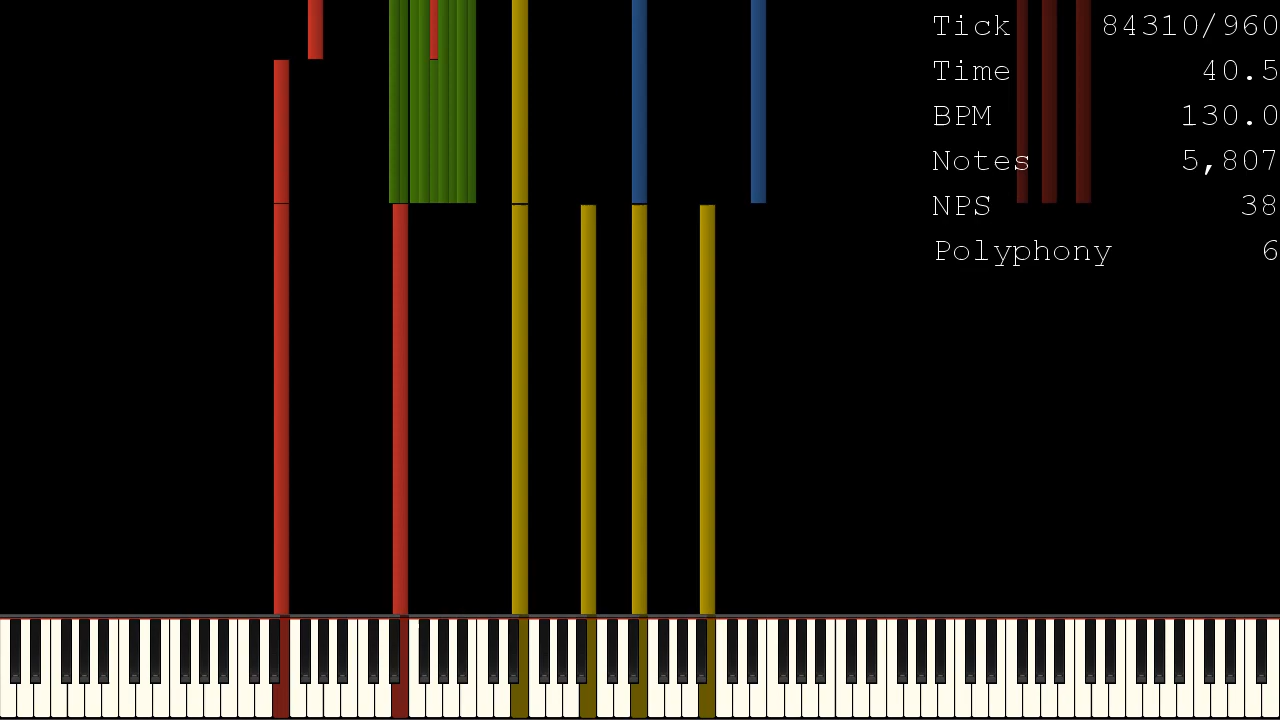 Tick 84310/960
Time 40.5
BPM 130.0
Notes 5,807
NPS 38
Polyphony 6